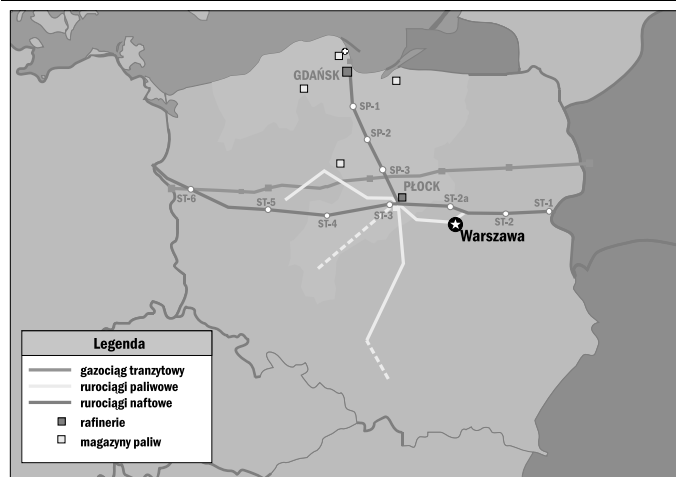 GDAŃSK
SP-1
SP-2
SP-3
PŁOCK
ST-6
ST-5
ST-4
ST-3
ST-2a
ST-2
ST-1
Warszawa
Legenda
gazociąg tranzytowy
rurociągi paliwowe
rurociągi naftowe
rafinerie
magazyny paliw